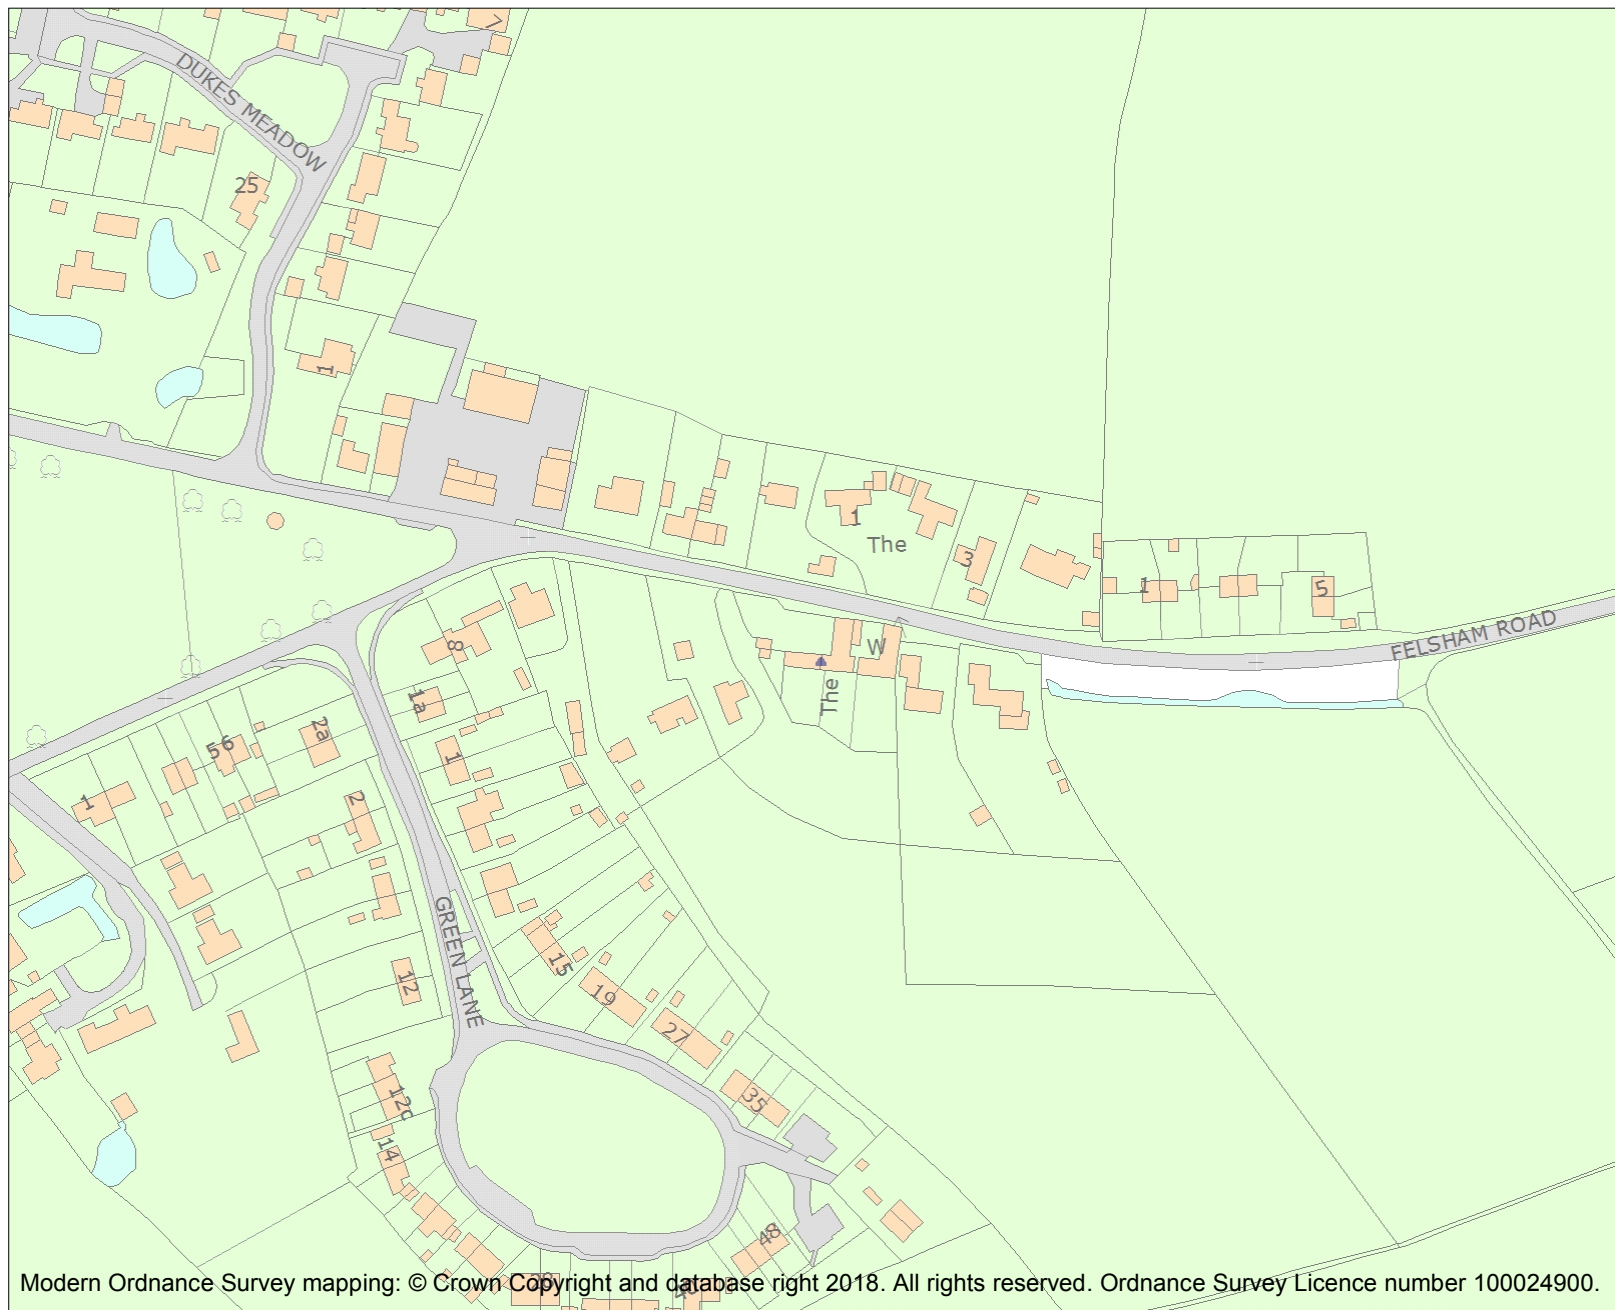 7
DUKES MEADOW
25
1
1
The
3
1
5
FELSHAM ROAD
8
W
The
1a
2a
5 6
1
1
2
GREEN LANE
15
12
19
27
35
12c
14
48
Modern Ordnance Survey mapping: © Crown Copyright and database right 2018. All rights reserved. Ordnance Survey Licence number 100024900.